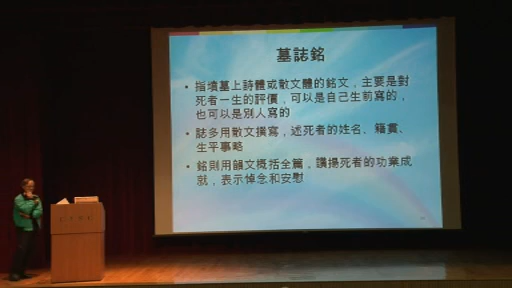 墓誌銘
• 指墳墓上詩體或散文體的銘文，主要是對
死者一生的評價，可以是自己生前寫的，
也可以是別人寫的
• 誌多用散文撰寫，述死者的姓名、籍貫、
生平事略
• 銘則用韻文概括全篇，讚揚死者的功業成
就，表示悼念和安慰